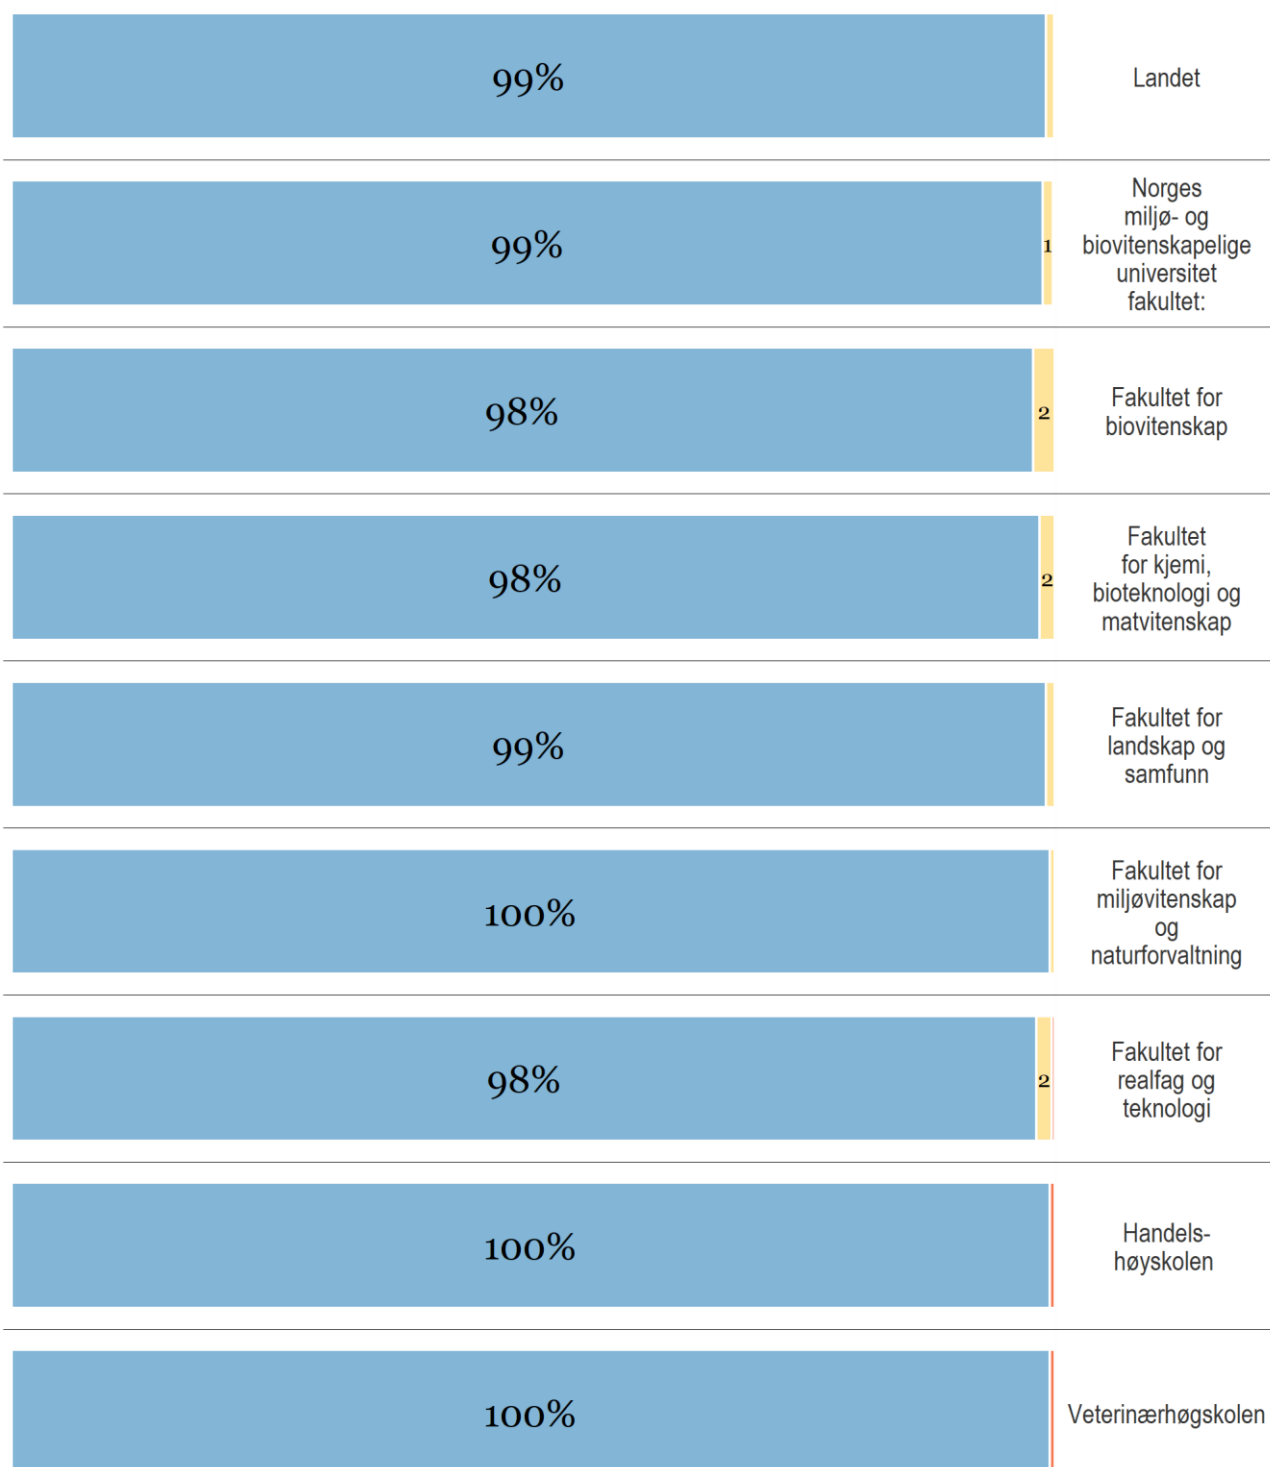 99%
Landet
99%
1
Norges
miljø- og
biovitenskapelige
universitet
fakultet:
98%
2
Fakultet for
biovitenskap
98%
2
Fakultet
for kjemi,
bioteknologi og
matvitenskap
99%
Fakultet for
landskap og
samfunn
100%
Fakultet for
miljøvitenskap
og
naturforvaltning
98%
2
Fakultet for
realfag og
teknologi
100%
Handels-
høyskolen
100%
Veterinærhøgskolen